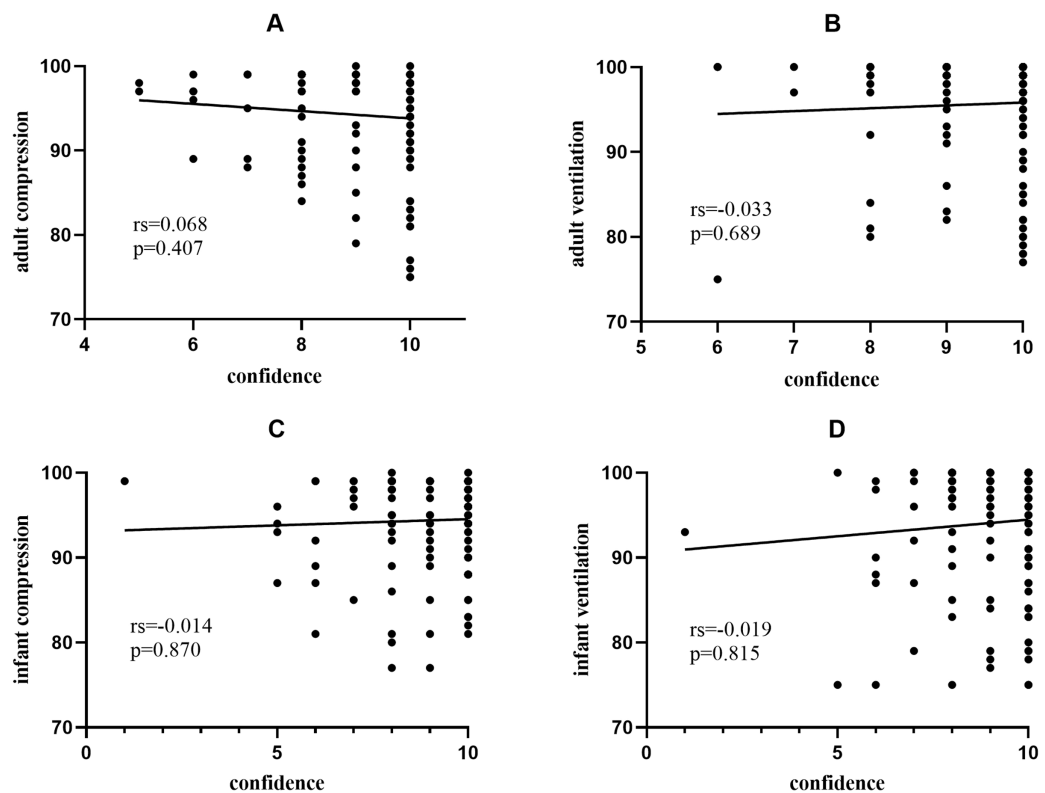 A
100
90
80
70
adult compression
rs=0.068
p=0.407
4 6 8 10
confidence
B
100
90
80
70
adult ventilation
rs=-0.033
p=0.689
5 6 7 8 9 10
confidence
C
100
90
80
70
infant compression
rs=-0.014
p=0.870
0 5 10
confidence
D
100
90
80
70
infant ventilation
rs=-0.019
p=0.815
0 5 10
confidence